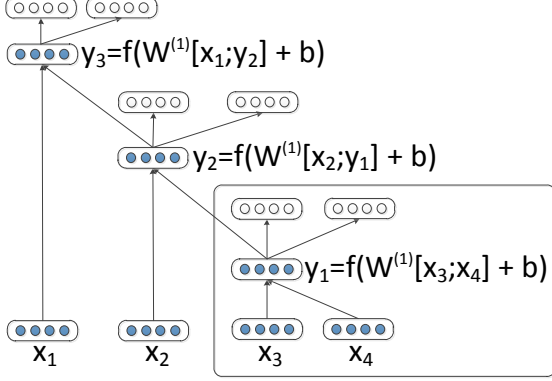 y₃=f(W⁽¹⁾[x₁;y₂] + b)
y₂=f(W⁽¹⁾[x₂;y₁] + b)
y₁=f(W⁽¹⁾[x₃;x₄] + b)
x₁ x₂ x₃ x₄